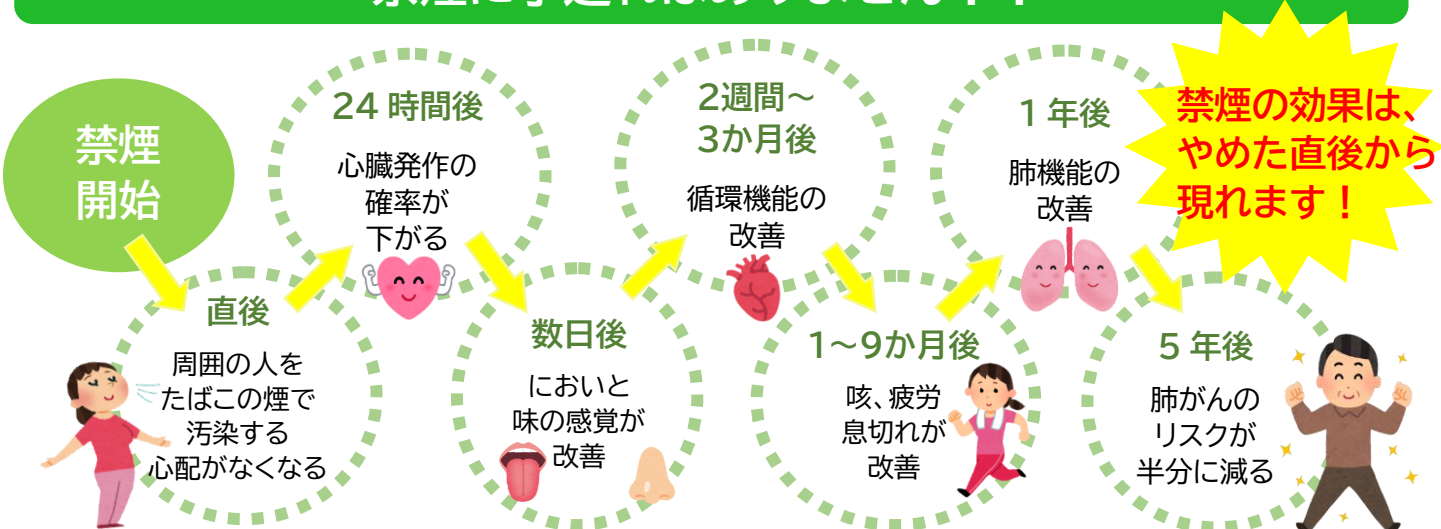 禁煙
開始
直後
周囲の人を
たばこの煙で
汚染する
心配がなくなる
24 時間後
心臓発作の
確率が
下がる
数日後
においと
味の感覚が
改善
2週間~
3か月後
循環機能の
改善
1~9か月後
咳、疲労
息切れが
改善
1 年後
肺機能の
改善
5 年後
肺がんの
リスクが
半分に減る
禁煙の効果は、
やめた直後から
現れます!